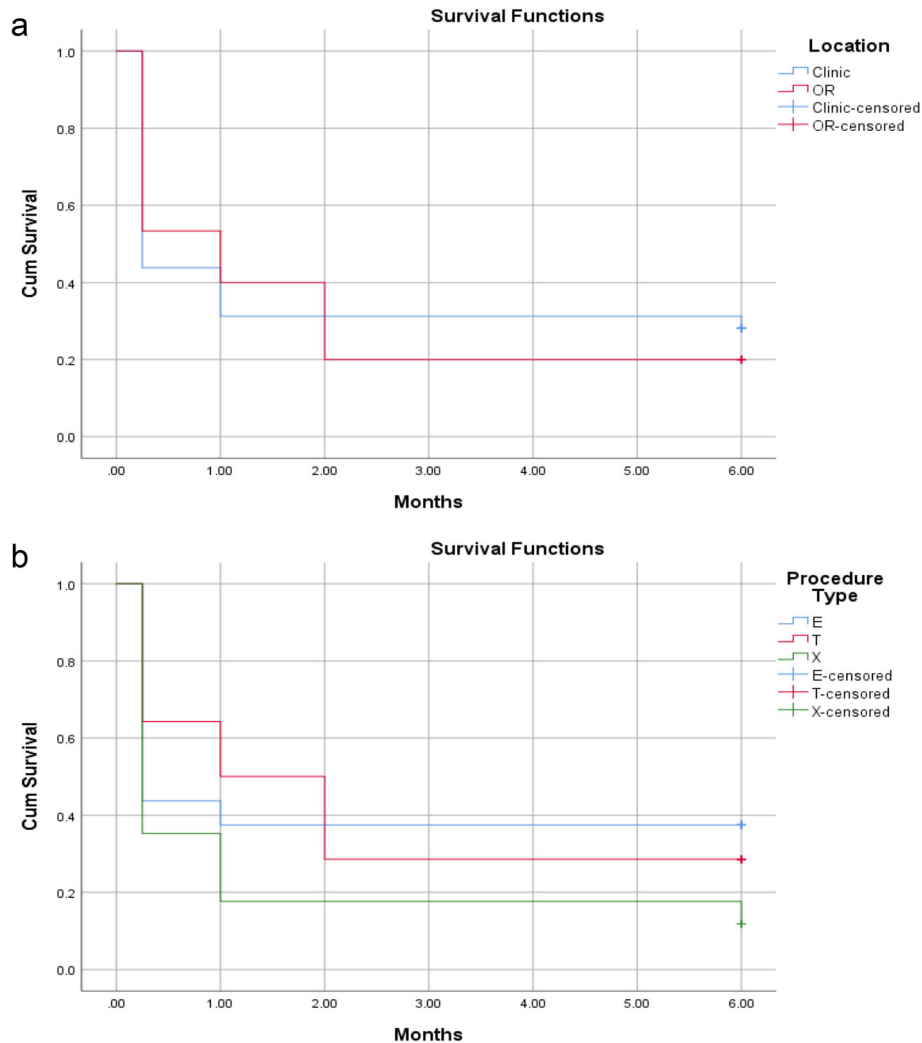 a
Survival Functions
Cum Survival
1.0
0.8
0.6
0.4
0.2
0.0
.00 1.00 2.00 3.00 4.00 5.00 6.00
Months
Location
Clinic
OR
Clinic-censored
OR-censored
b
Survival Functions
Cum Survival
1.0
0.8
0.6
0.4
0.2
0.0
.00 1.00 2.00 3.00 4.00 5.00 6.00
Months
Procedure
Type
E
T
X
E-censored
T-censored
X-censored